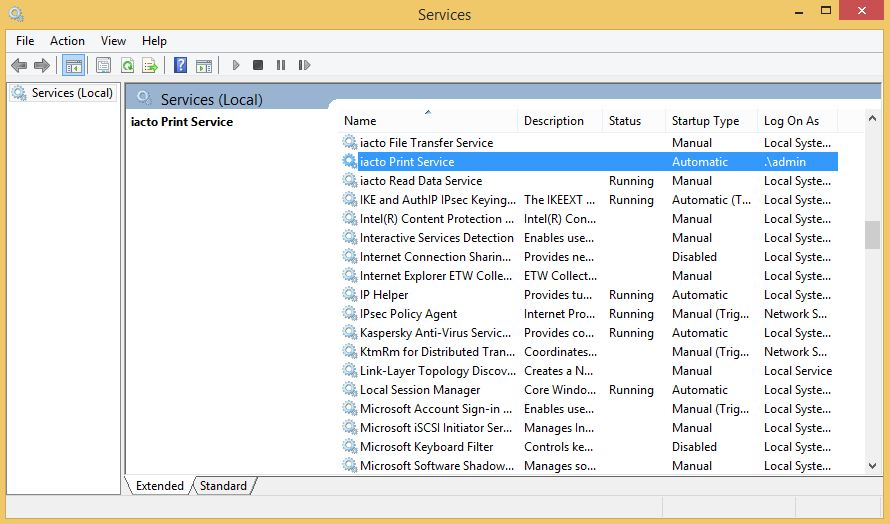 Services
File Action View Help
Services (Local)
Services (Local)
iacto Print Service
Name Description Status Startup Type Log On As
iacto File Transfer Service Manual Local Syste...
iacto Print Service Automatic .\admin
iacto Read Data Service Running Manual Local Syste...
IKE and AuthIP IPsec Keying... The IKEEXT ... Running Automatic (T... Local Syste...
Intel(R) Content Protection ... Intel(R) Con... Manual Local Syste...
Interactive Services Detection Enables use... Manual Local Syste...
Internet Connection Sharin... Provides ne... Disabled Local Syste...
Internet Explorer ETW Colle... ETW Collect... Manual Local Syste...
IP Helper Provides tu... Running Automatic Local Syste...
IPsec Policy Agent Internet Pro... Running Manual (Trig... Network S...
Kaspersky Anti-Virus Servic... Provides co... Running Automatic Local Syste...
KtmRm for Distributed Tran... Coordinates... Manual (Trig... Network S...
Link-Layer Topology Discov... Creates a N... Manual Local Service
Local Session Manager Core Windo... Running Automatic Local Syste...
Microsoft Account Sign-in ... Enables use... Manual (Trig... Local Syste...
Microsoft iSCSI Initiator Ser... Manages In... Manual Local Syste...
Microsoft Keyboard Filter Controls ke... Disabled Local Syste...
Microsoft Software Shadow... Manages so... Manual Local Syste...
Extended Standard